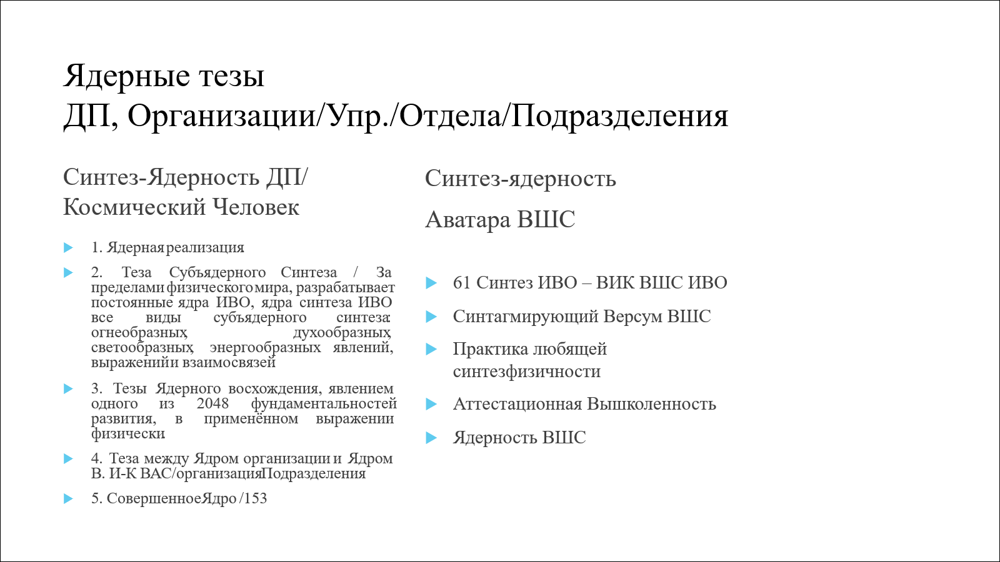 Ядерные тезы
ДП, Организации/Упр./Отдела/Подразделения
Синтез-Ядерность ДП/
Космический Человек
1. Ядерная реализация.
2. Теза Субъядерного Синтеза / За
пределами физического мира, разрабатывает
постоянные ядра ИВО, ядра синтеза ИВО
все виды субъядерного синтеза:
огнеобразных, духообразных,
светообразных, энергообразных явлений,
выражений и взаимосвязей
3. Тезы Ядерного восхождения, явлением
одного из 2048 фундаментальностей
развития, в применённом выражении
физически.
4. Теза между Ядром организации и Ядром
В. И-К ВАС/организацияПодразделения
5. Совершенное Ядро /153
Синтез-ядерность
Аватара ВШС
61 Синтез ИВО – ВИК ВШС ИВО
Синтагмирующий Версум ВШС
Практика любящей
синтезфизичности
Аттестационная Вышколенность
Ядерность ВШС